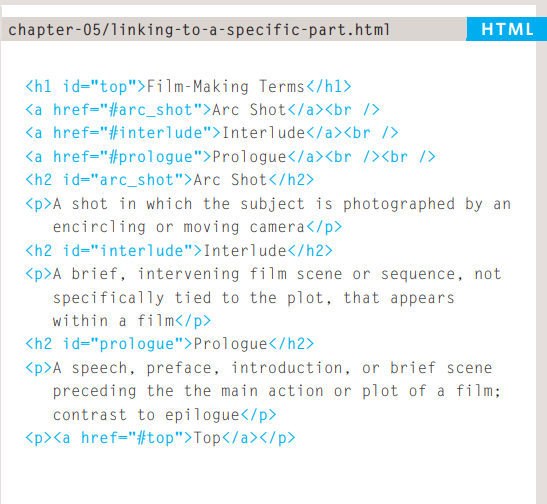 chapter-05/linking-to-a-specific-part.html HTML
<h1 id="top">Film-Making Terms</h1>
<a href="#arc_shot">Arc Shot</a><br />
<a href="#interlude">Interlude</a><br />
<a href="#prologue">Prologue</a><br /><br />
<h2 id="arc_shot">Arc Shot</h2>
<p>A shot in which the subject is photographed by an
encircling or moving camera</p>
<h2 id="interlude">Interlude</h2>
<p>A brief, intervening film scene or sequence, not
specifically tied to the plot, that appears
within a film</p>
<h2 id="prologue">Prologue</h2>
<p>A speech, preface, introduction, or brief scene
preceding the the main action or plot of a film;
contrast to epilogue</p>
<p><a href="#top">Top</a></p>